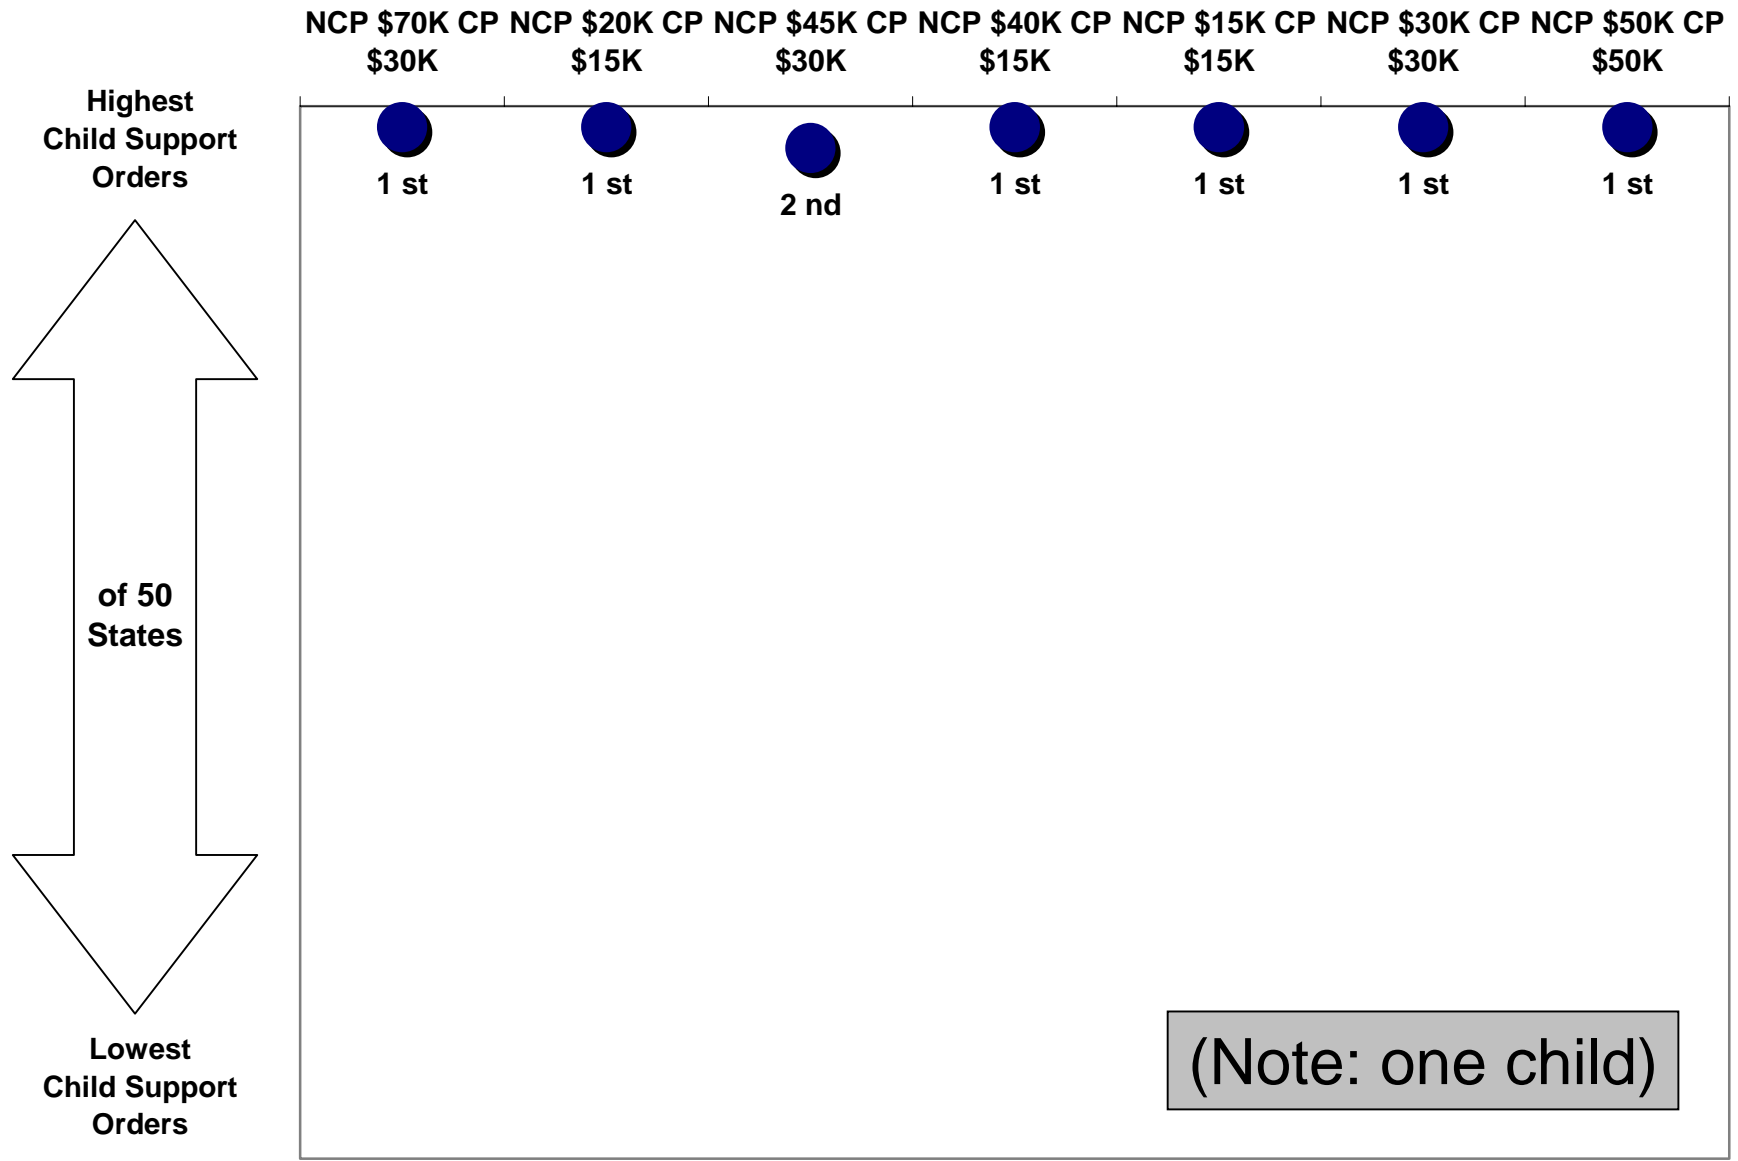 NCP $70K CP NCP $20K CP NCP $45K CP NCP $40K CP NCP $15K CP NCP $30K CP NCP $50K CP
$30K $15K $30K $15K $15K $30K $50K
Highest
Child Support
Orders
1 st 1 st 2 nd 1 st 1 st 1 st 1 st
of 50
States
Lowest
Child Support
Orders
(Note: one child)